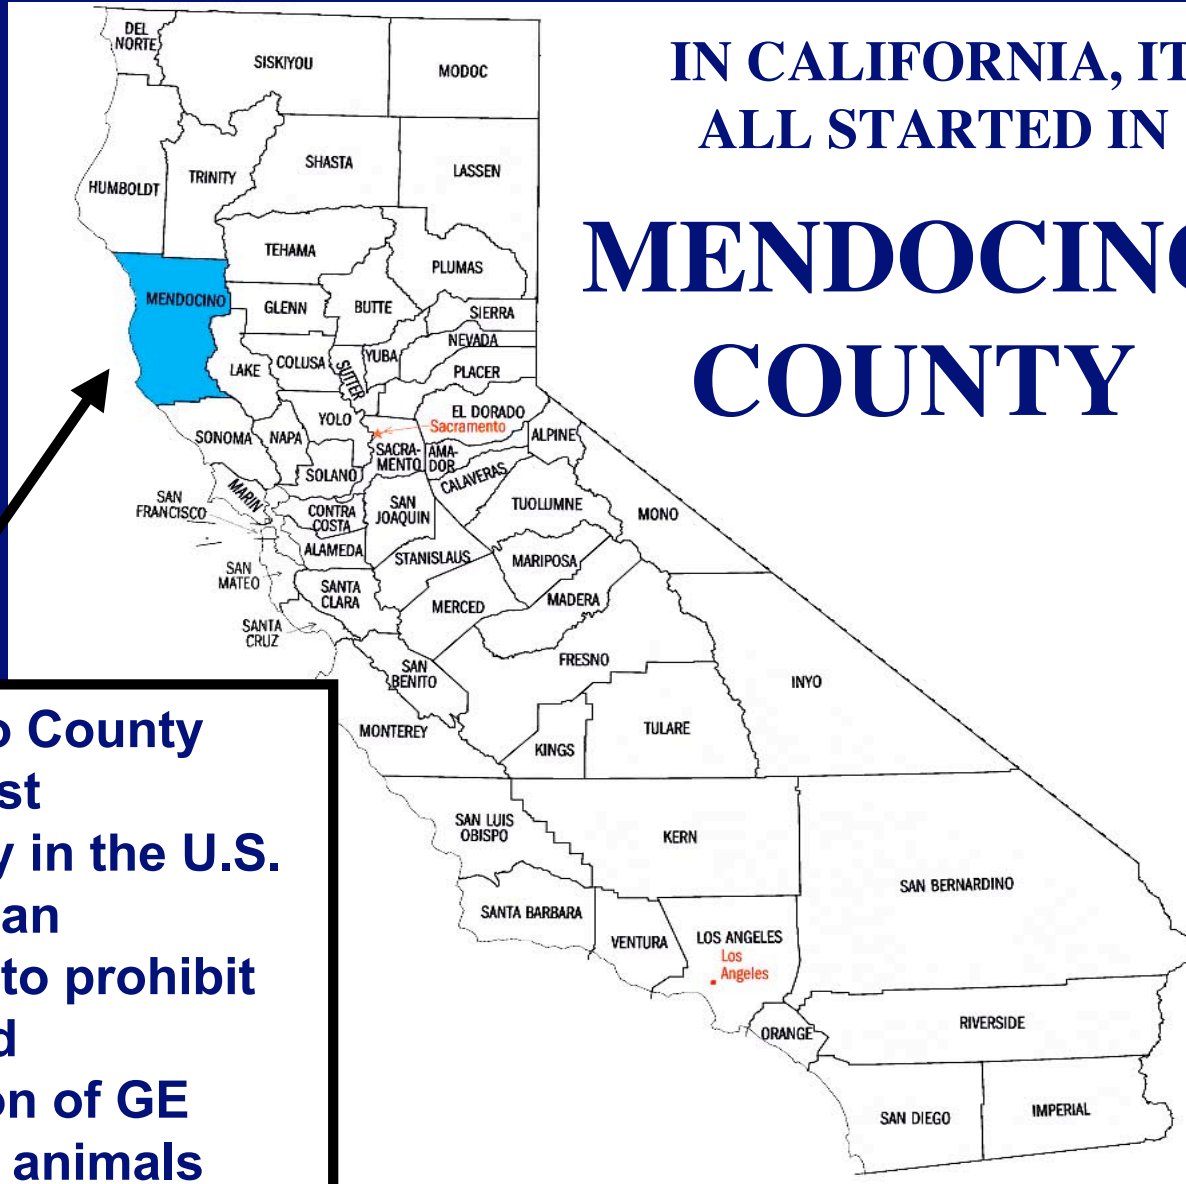 IN CALIFORNIA, IT
ALL STARTED IN
MENDOCINO
COUNTY
DEL
NORTE
SISKIYOU
MODOC
HUMBOLDT
TRINITY
SHASTA
LASSEN
TEHAMA
PLUMAS
MENDOCINO
GLENN
BUTTE
SIERRA
NEVADA
LAKE
COLUSA
SUTTER
YUBA
PLACER
YOLO
EL DORADO
Sacramento
SONOMA
NAPA
SACRA-
MENTO
AMA-
DOR
ALPINE
SOLANO
CALAVERAS
MARIN
SAN
FRANCISCO
CONTRA
COSTA
SAN
JOAQUIN
TUOLUMNE
MONO
ALAMEDA
STANISLAUS
MARIPOSA
SAN
MATEO
SANTA
CLARA
MERCED
MADERA
SANTA
CRUZ
SAN
BENITO
FRESNO
INYO
MONTEREY
KINGS
TULARE
SAN LUIS
OBISPO
KERN
SAN BERNARDINO
SANTA BARBARA
VENTURA
LOS ANGELES
Los
Angeles
ORANGE
RIVERSIDE
SAN DIEGO
IMPERIAL
o County
st
y in the U.S.
an
to prohibit
d
on of GE
animals